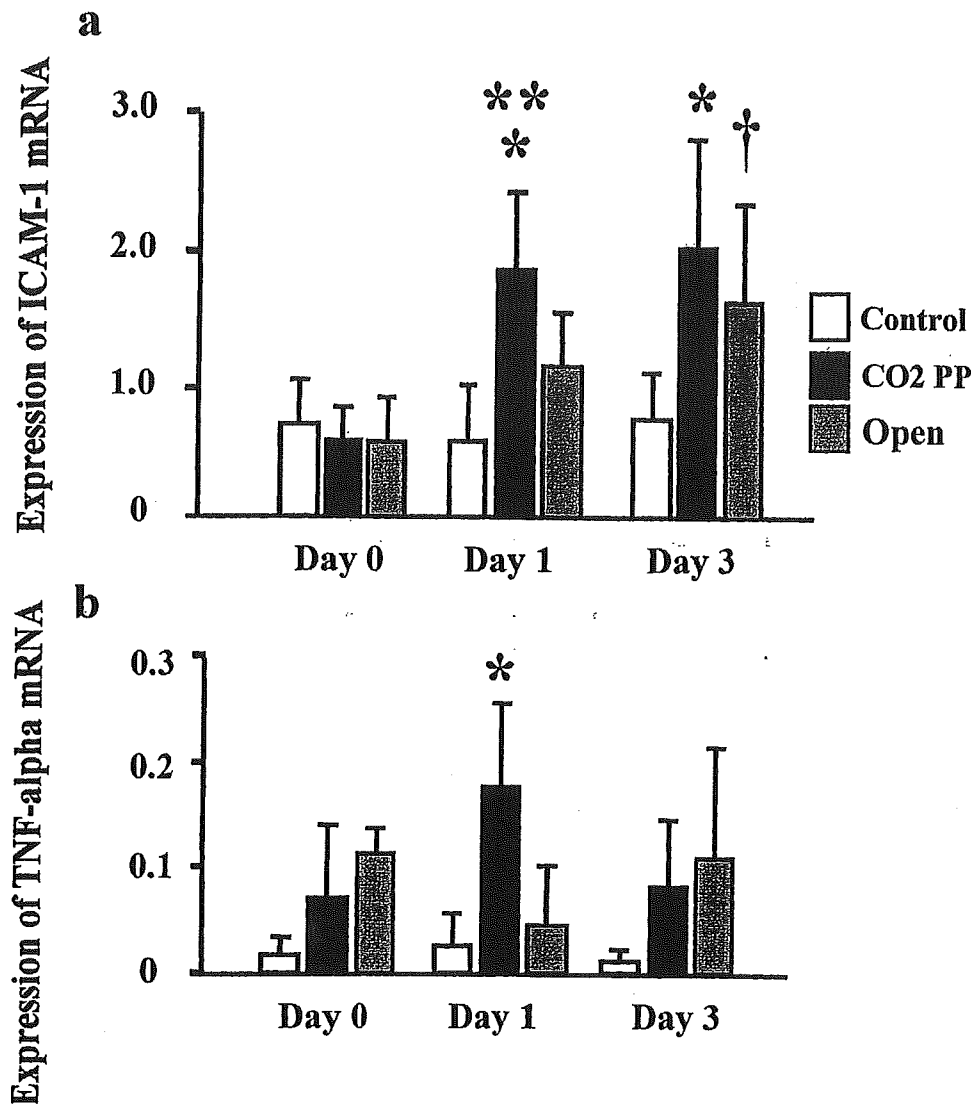 a
Expression of ICAM-1 mRNA
3.0
2.0
1.0
0
**
*
*
†
Day 0
Day 1
Day 3
Control
CO2 PP
Open
b
Expression of TNF-alpha mRNA
0.3
0.2
0.1
0
*
Day 0
Day 1
Day 3